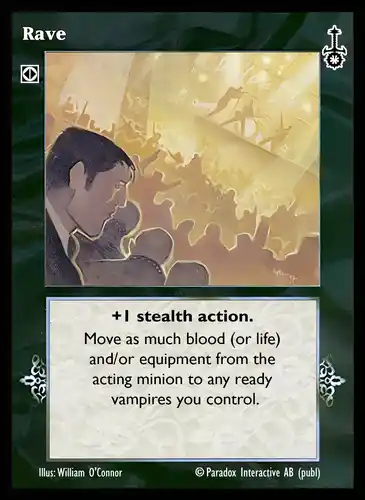 Rave
+1 stealth action.
Move as much blood (or life)
and/or equipment from the
acting minion to any ready
vampires you control.
Illus: William O'Connor
© Paradox Interactive AB (publ)